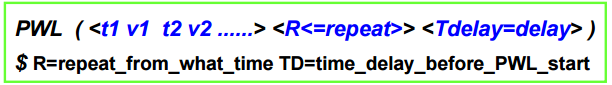 PWL ( <t1 v1 t2 v2 ......> <R<=repeat>> <Tdelay=delay> )
$ R=repeat_from_what_time TD=time_delay_before_PWL_start